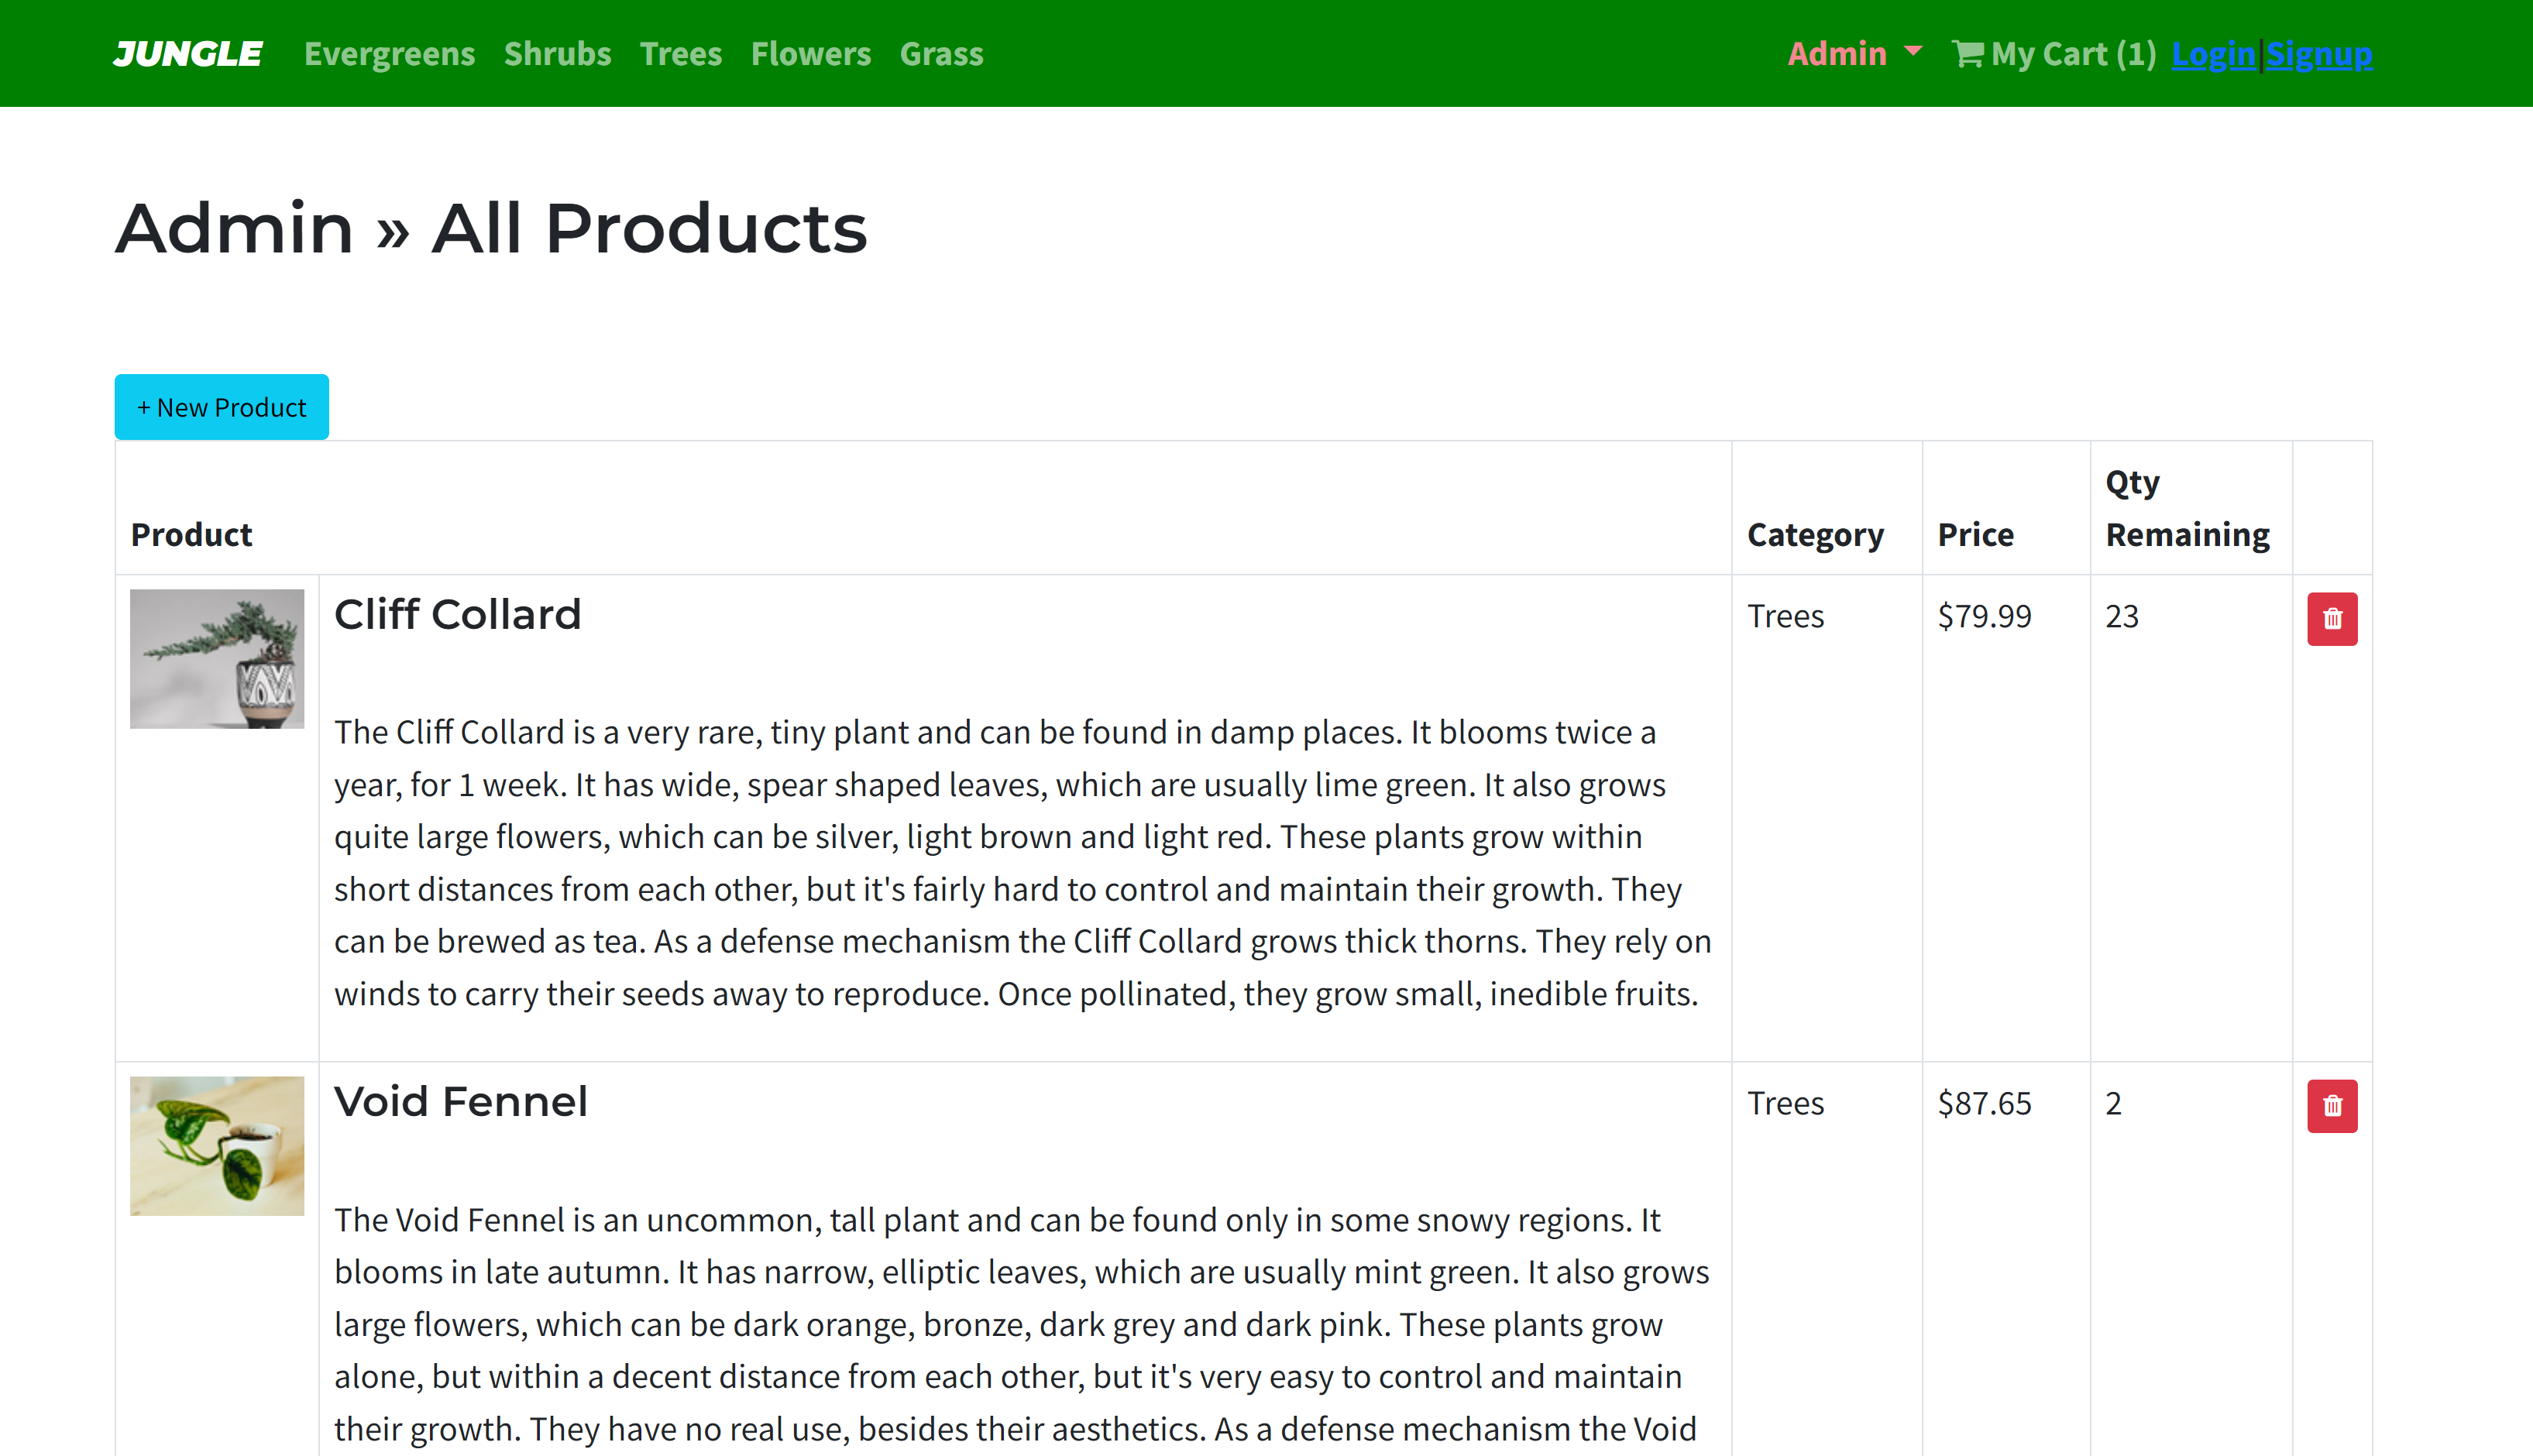 JUNGLE Evergreens Shrubs Trees Flowers Grass Admin My Cart (1) Login|Signup
Admin » All Products
+ New Product
Product Category Price Qty Remaining
Cliff Collard Trees $79.99 23
The Cliff Collard is a very rare, tiny plant and can be found in damp places. It blooms twice a
year, for 1 week. It has wide, spear shaped leaves, which are usually lime green. It also grows
quite large flowers, which can be silver, light brown and light red. These plants grow within
short distances from each other, but it's fairly hard to control and maintain their growth. They
can be brewed as tea. As a defense mechanism the Cliff Collard grows thick thorns. They rely on
winds to carry their seeds away to reproduce. Once pollinated, they grow small, inedible fruits.
Void Fennel Trees $87.65 2
The Void Fennel is an uncommon, tall plant and can be found only in some snowy regions. It
blooms in late autumn. It has narrow, elliptic leaves, which are usually mint green. It also grows
large flowers, which can be dark orange, bronze, dark grey and dark pink. These plants grow
alone, but within a decent distance from each other, but it's very easy to control and maintain
their growth. They have no real use, besides their aesthetics. As a defense mechanism the Void